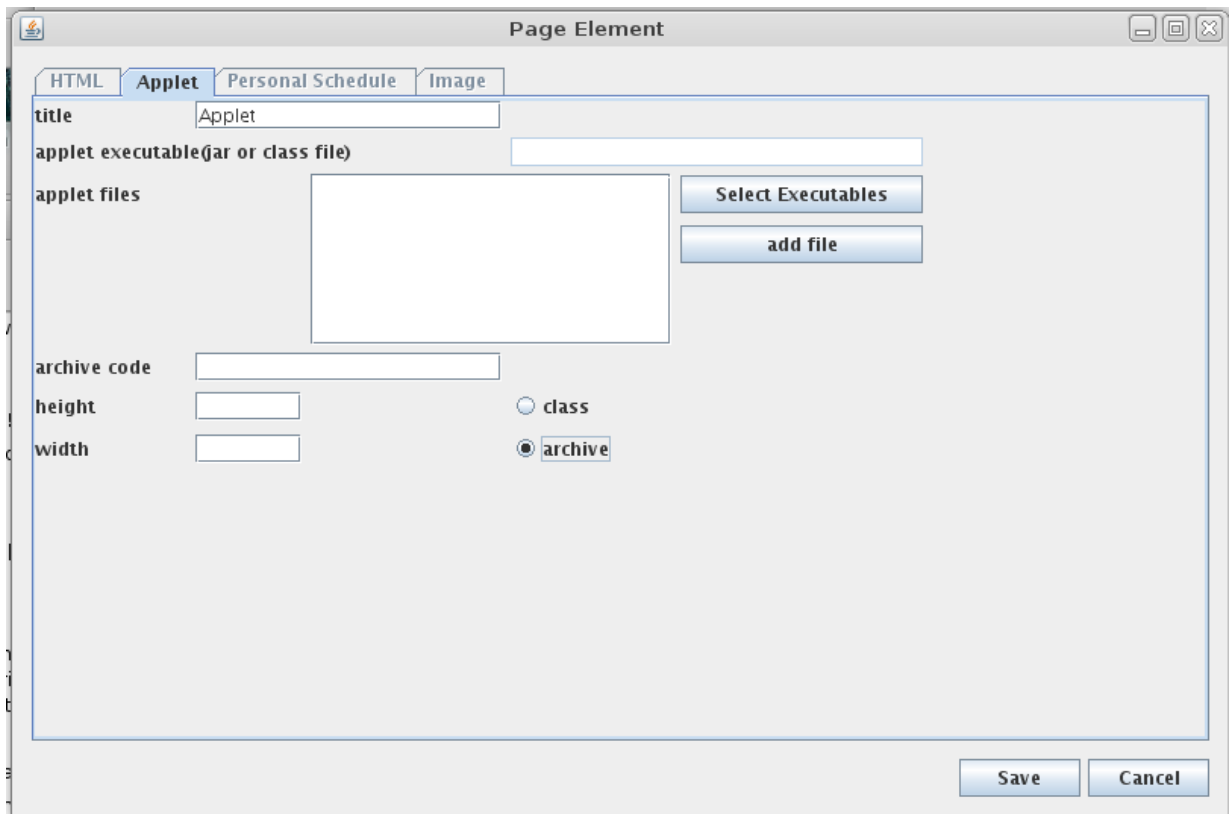 Page Element
HTML Applet Personal Schedule Image
title Applet
applet executable(jar or class file)
applet files Select Executables
add file
archive code
height class
width archive
Save Cancel